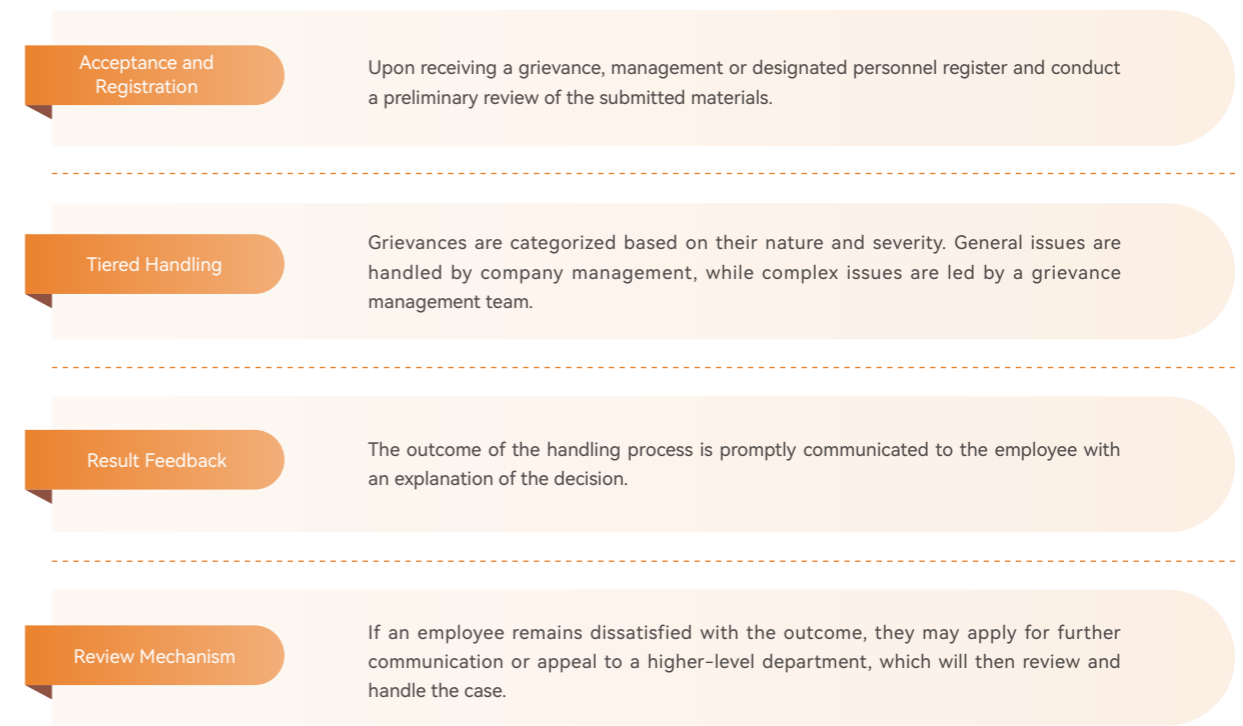 Acceptance and
Registration
Upon receiving a grievance, management or designated personnel register and conduct
a preliminary review of the submitted materials.
Tiered Handling
Grievances are categorized based on their nature and severity. General issues are
handled by company management, while complex issues are led by a grievance
management team.
Result Feedback
The outcome of the handling process is promptly communicated to the employee with
an explanation of the decision.
Review Mechanism
If an employee remains dissatisfied with the outcome, they may apply for further
communication or appeal to a higher-level department, which will then review and
handle the case.